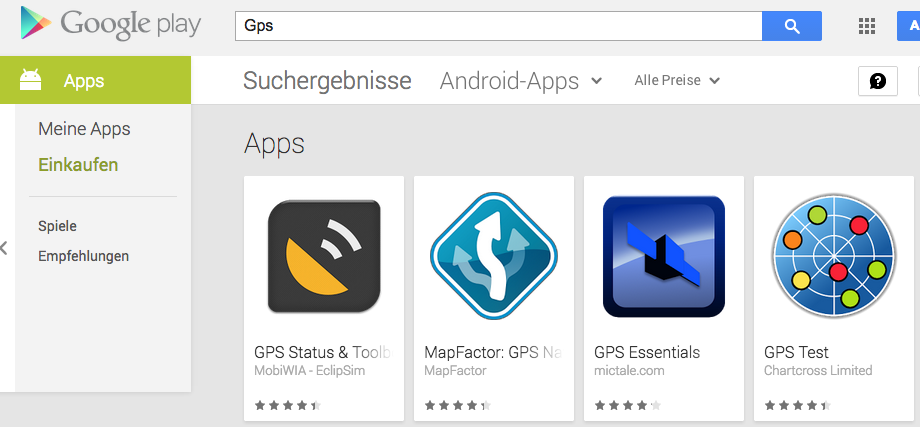 Google play
Gps
A
Apps
Suchergebnisse
Android-Apps
Alle Preise
?
Meine Apps
Einkaufen
Spiele
Empfehlungen
Apps
GPS Status & Toolb
MobiWIA - EclipSim
MapFactor: GPS Na
MapFactor
GPS Essentials
mictale.com
GPS Test
Chartcross Limited